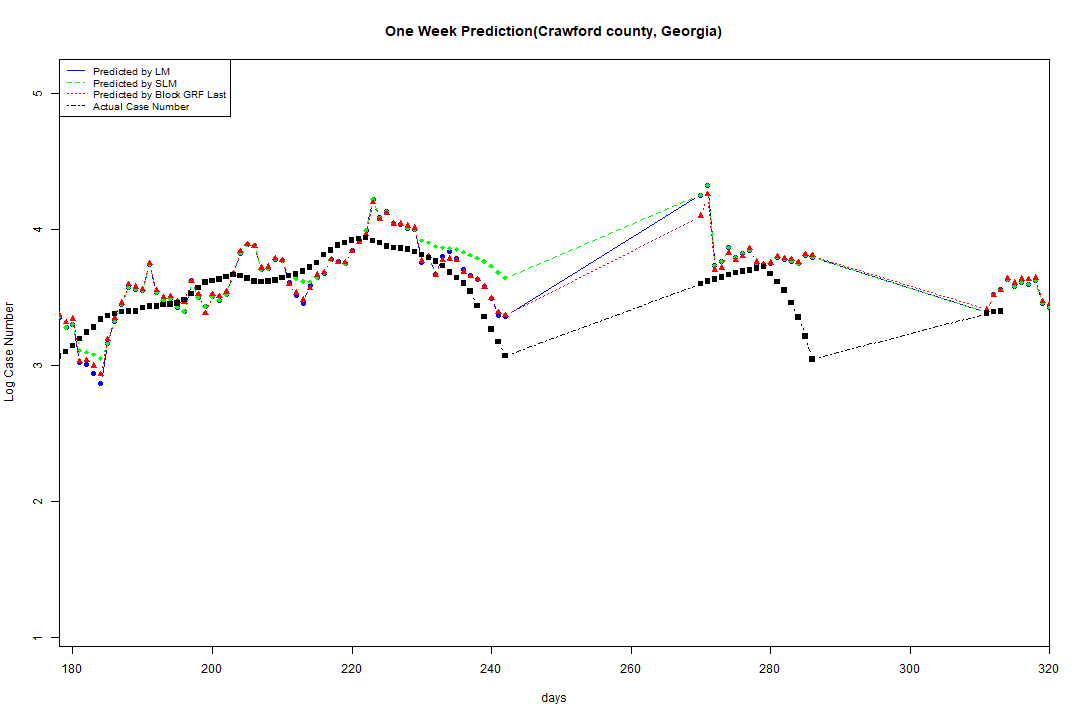 One Week Prediction(Crawford county, Georgia)
Predicted by LM
Predicted by SLM
Predicted by Block GRF Last
Actual Case Number
5
4
3
2
1
Log Case Number
180 200 220 240 260 280 300 320
days